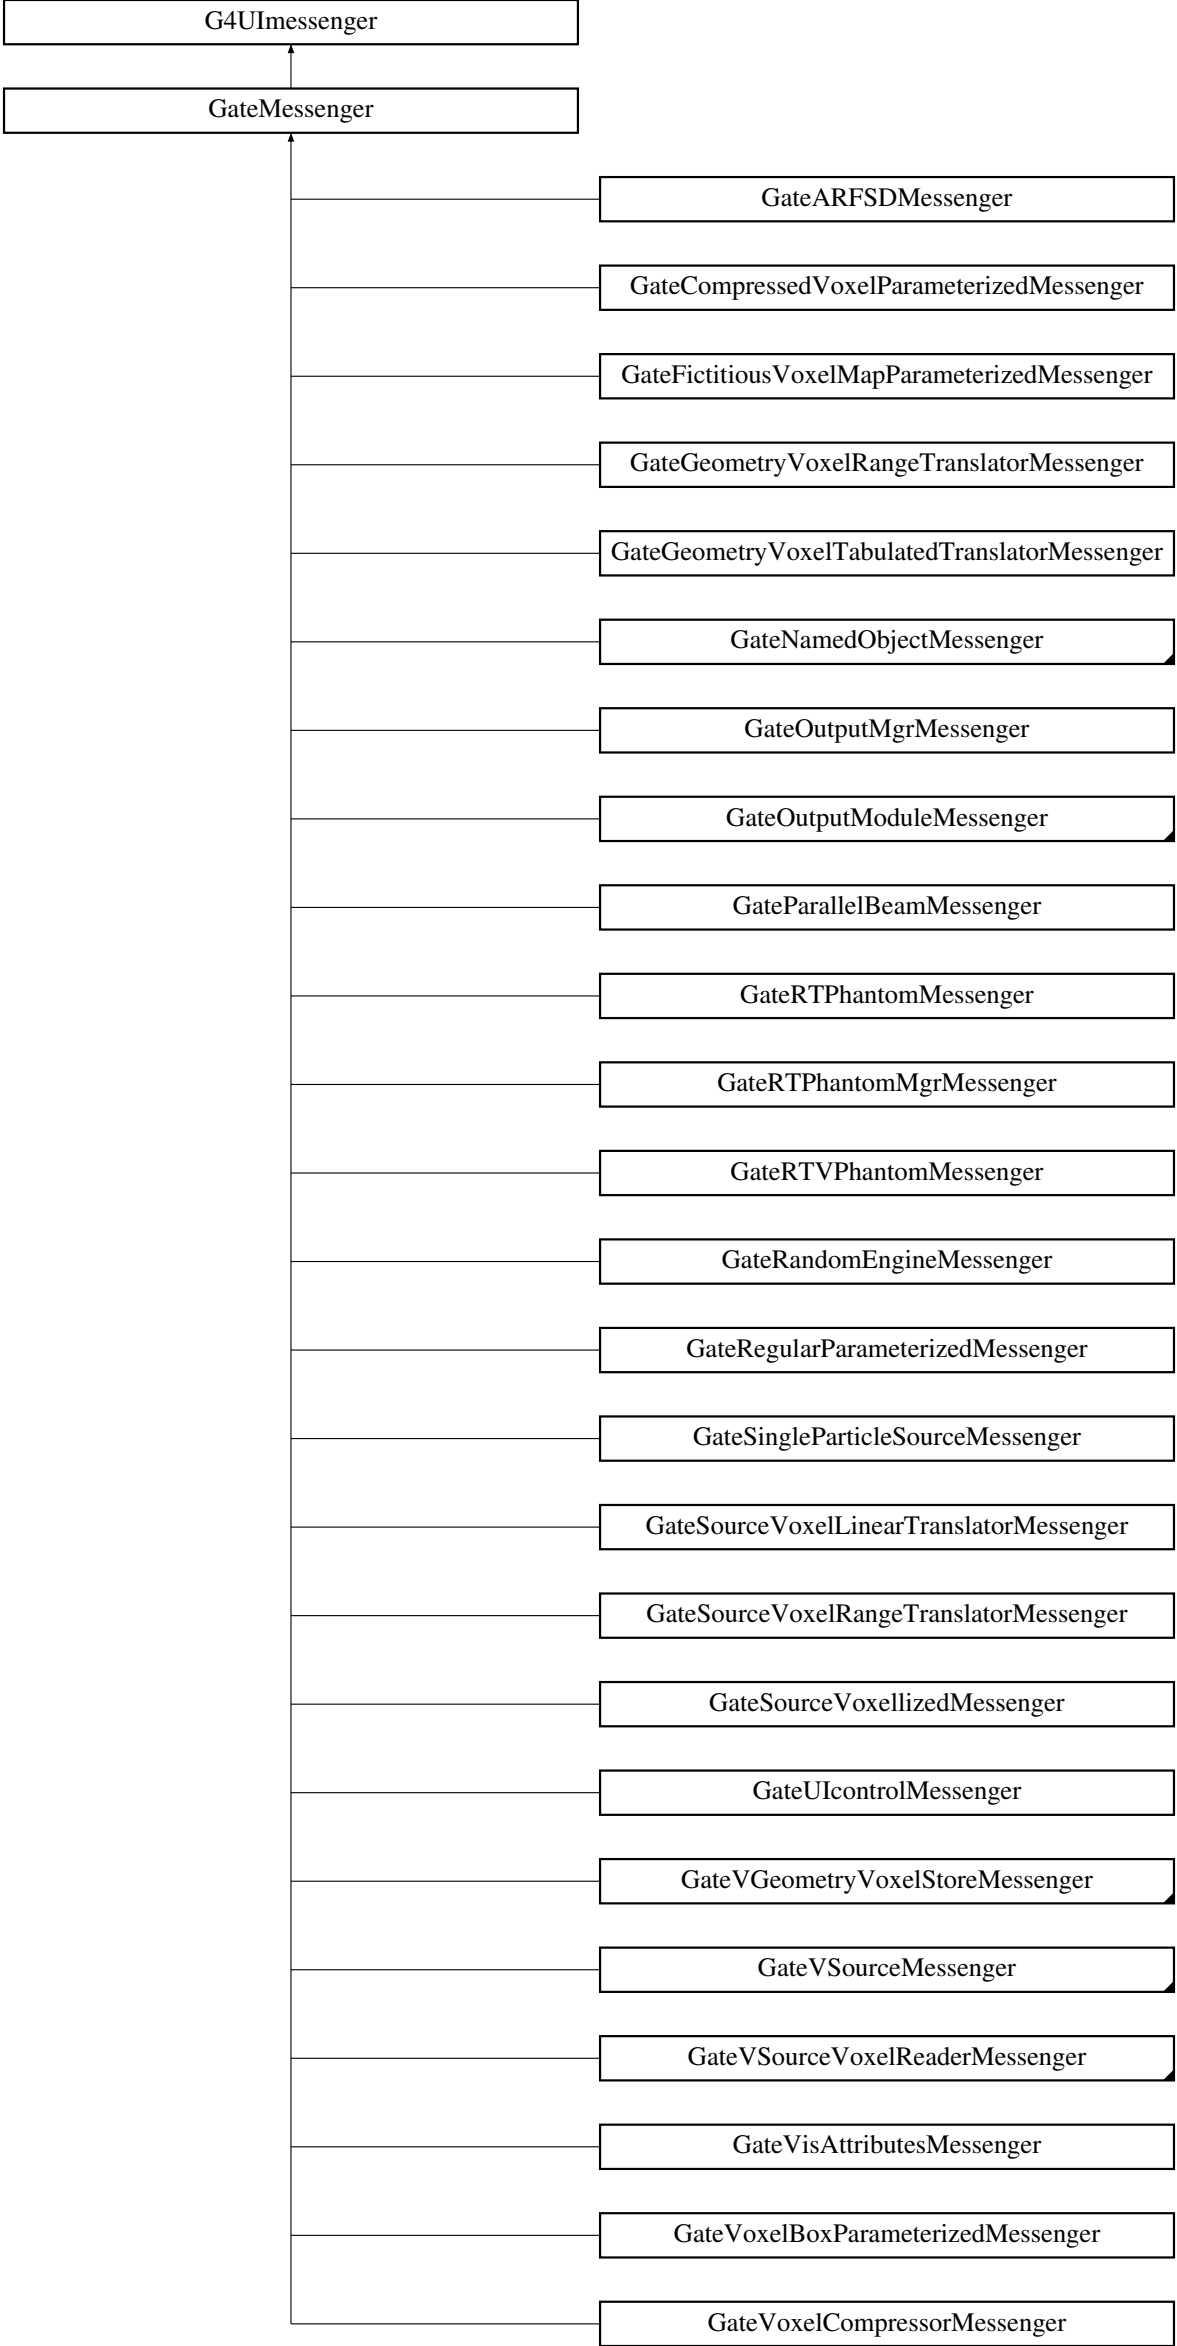 G4UImessenger
GateMessenger
GateARFSDMessenger
GateCompressedVoxelParameterizedMessenger
GateFictitiousVoxelMapParameterizedMessenger
GateGeometryVoxelRangeTranslatorMessenger
GateGeometryVoxelTabulatedTranslatorMessenger
GateNamedObjectMessenger
GateOutputMgrMessenger
GateOutputModuleMessenger
GateParallelBeamMessenger
GateRTPhantomMessenger
GateRTPhantomMgrMessenger
GateRTVPhantomMessenger
GateRandomEngineMessenger
GateRegularParameterizedMessenger
GateSingleParticleSourceMessenger
GateSourceVoxelLinearTranslatorMessenger
GateSourceVoxelRangeTranslatorMessenger
GateSourceVoxellizedMessenger
GateUIcontrolMessenger
GateVGeometryVoxelStoreMessenger
GateVSourceMessenger
GateVSourceVoxelReaderMessenger
GateVisAttributesMessenger
GateVoxelBoxParameterizedMessenger
GateVoxelCompressorMessenger